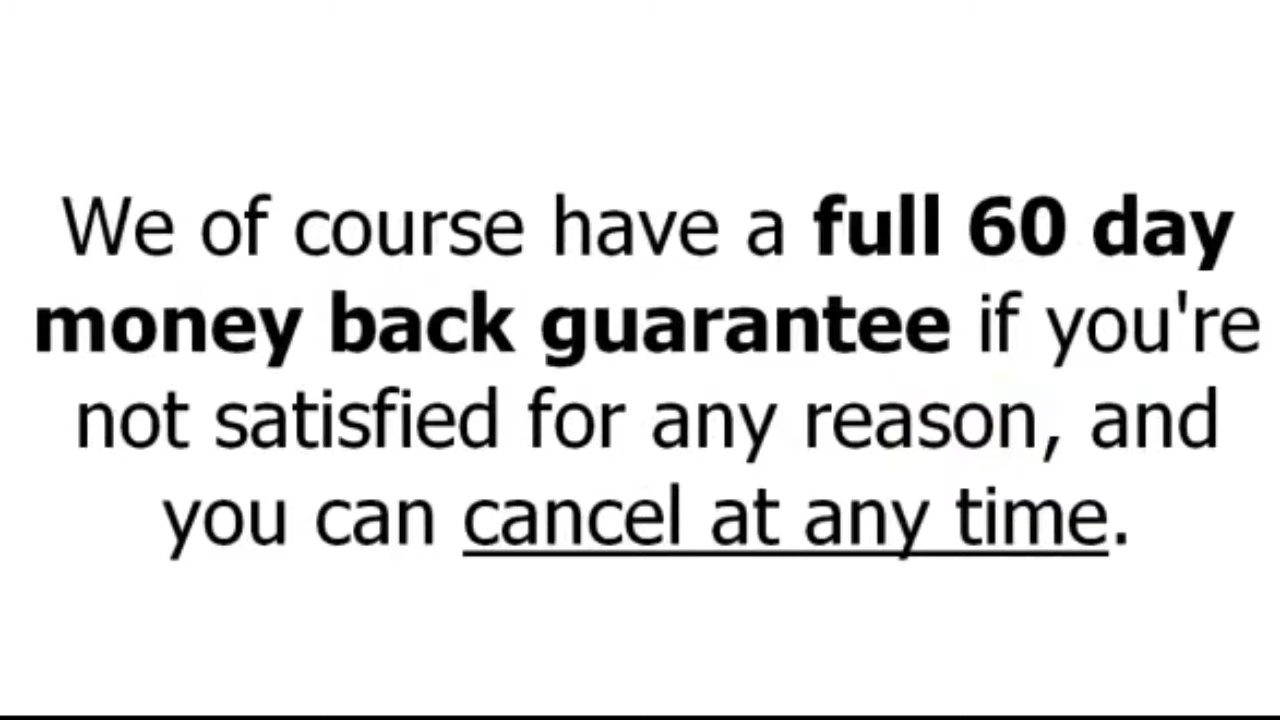 We of course have a full 60 day
money back guarantee if you're
not satisfied for any reason, and
you can cancel at any time.